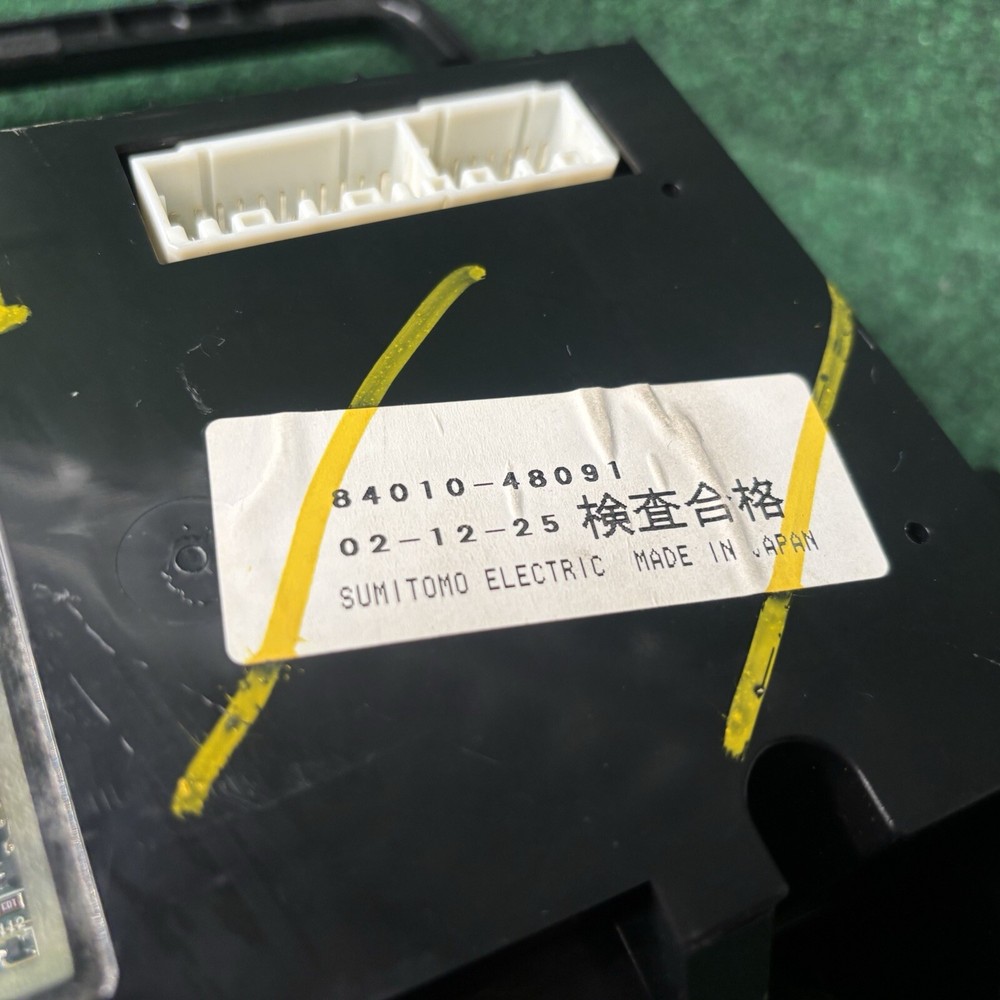 84010-48091
02-12-25 検査合格
SUMITOMO ELECTRIC MADE IN JAPAN